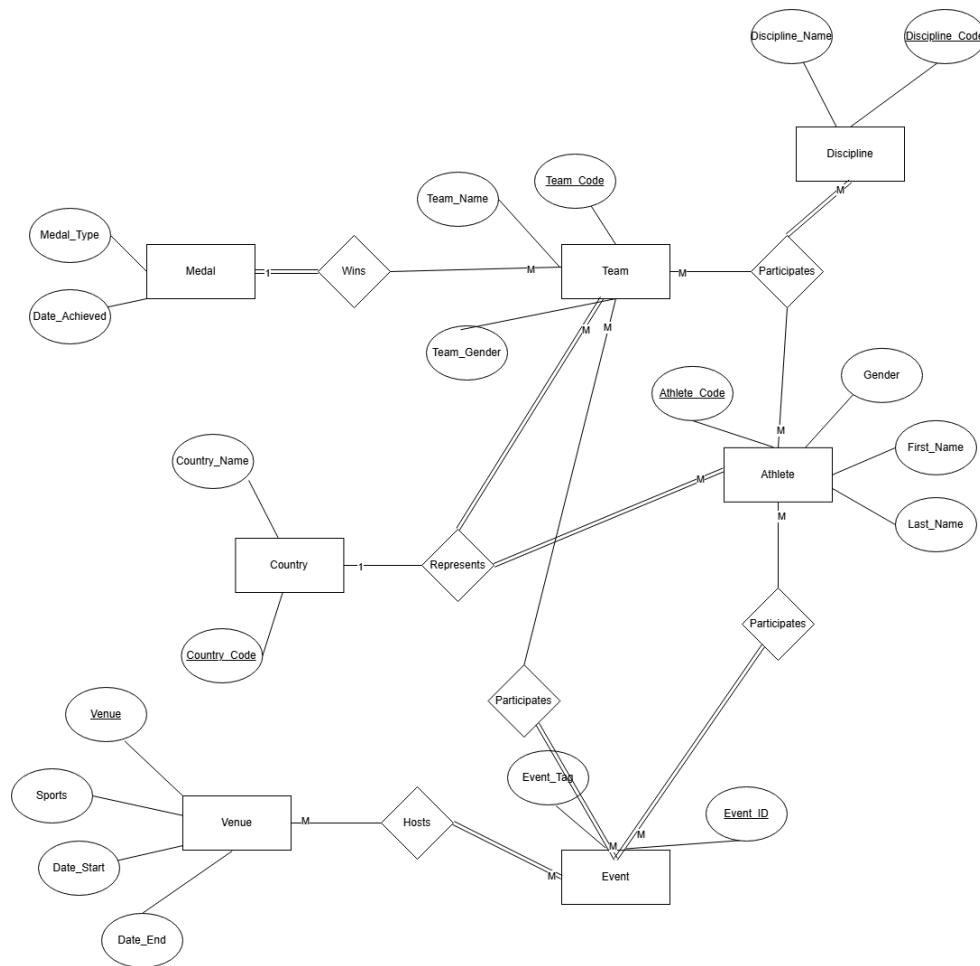 Discipline_Name
Discipline_Code
Discipline
M
Team_Code
Team_Name
Medal_Type
Medal
1
Wins
M
Team
M
Participates
Date_Achieved
M
M
Team_Gender
Gender
Athlete_Code
M
First_Name
Athlete
M
Country_Name
Last_Name
M
Country
1
Represents
Participates
Country_Code
Participates
Venue
Event_Tag
Sports
Venue
M
Hosts
Event_ID
M
M
Date_Start
M
Event
Date_End